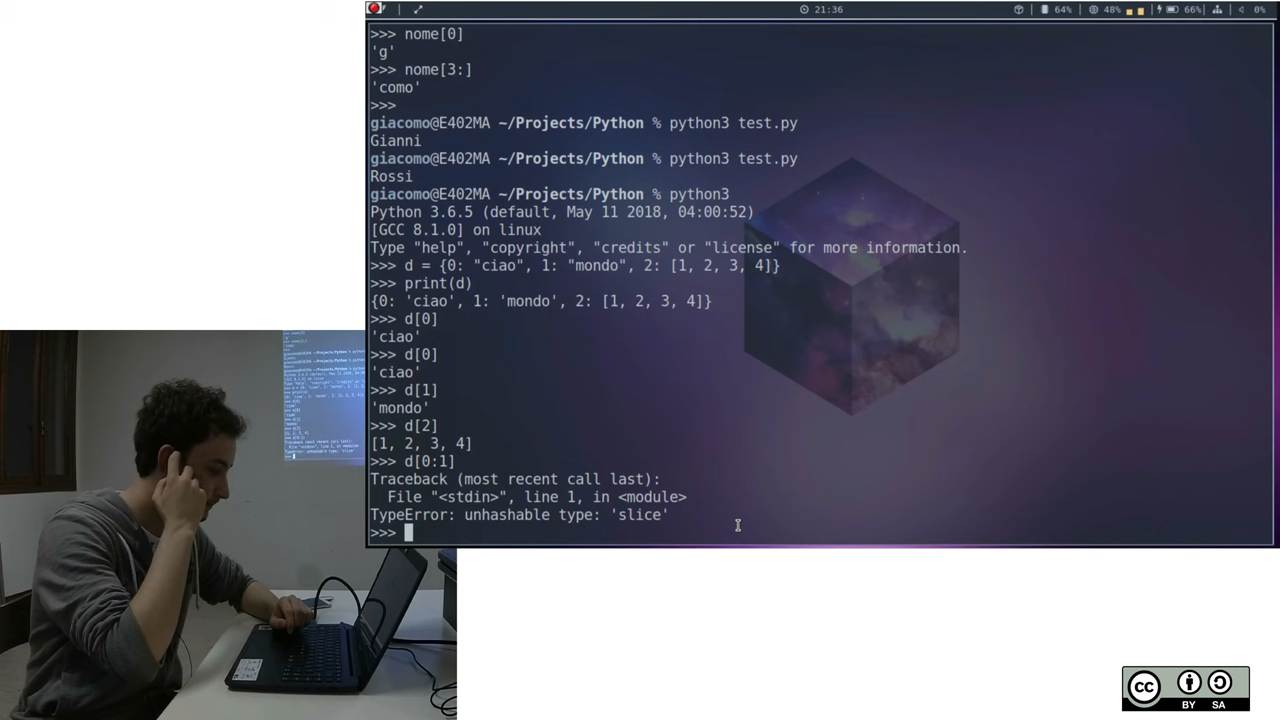 21:36
64%
48%
66%
0%
>>> nome[0]
'g'
>>> nome[3:]
'como'
>>>
giacomo@E402MA ~/Projects/Python % python3 test.py
Gianni
giacomo@E402MA ~/Projects/Python % python3 test.py
Rossi
giacomo@E402MA ~/Projects/Python % python3
Python 3.6.5 (default, May 11 2018, 04:00:52)
[GCC 8.1.0] on linux
Type "help", "copyright", "credits" or "license" for more information.
>>> d = {0: "ciao", 1: "mondo", 2: [1, 2, 3, 4]}
>>> print(d)
{0: 'ciao', 1: 'mondo', 2: [1, 2, 3, 4]}
>>> d[0]
'ciao'
>>> d[0]
'ciao'
>>> d[1]
'mondo'
>>> d[2]
[1, 2, 3, 4]
>>> d[0:1]
Traceback (most recent call last):
  File "<stdin>", line 1, in <module>
TypeError: unhashable type: 'slice'
>>>
cc
BY SA